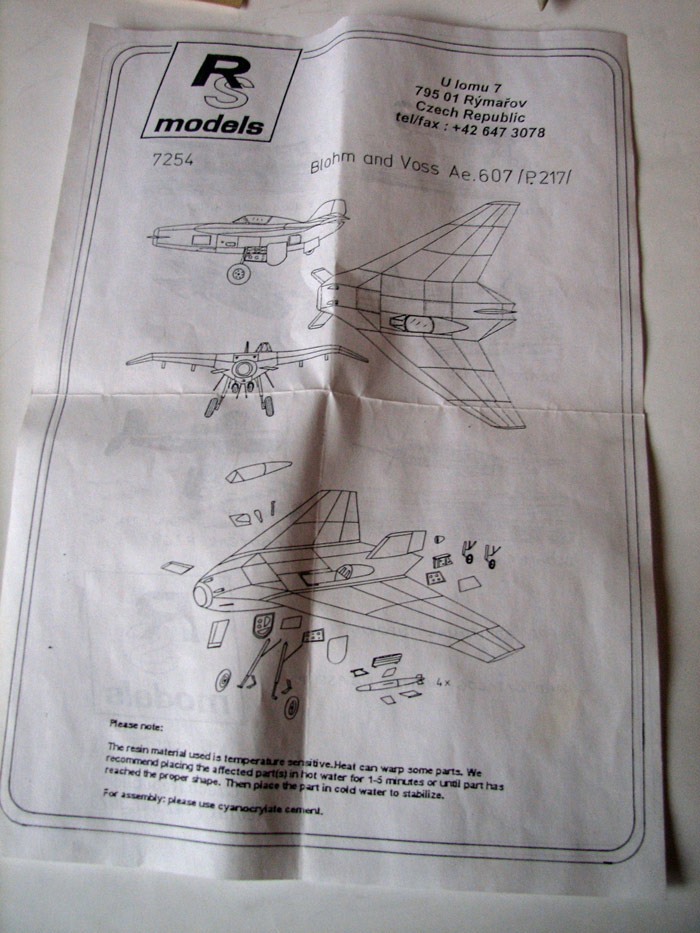 RS
models
U lomu 7
795 01 Rýmařov
Czech Republic
tel/fax : +42 647 3078
7254
Blohm and Voss Ae.607 /P.217/
4x
Please note:
The resin material used is temperature sensitive.Heat can warp some parts. We
recommend placing the affected part(s) in hot water for 1-5 minutes or until part has
reached the proper shape. Then place the part in cold water to stabilize.
For assembly: please use cyanocrylate cement.